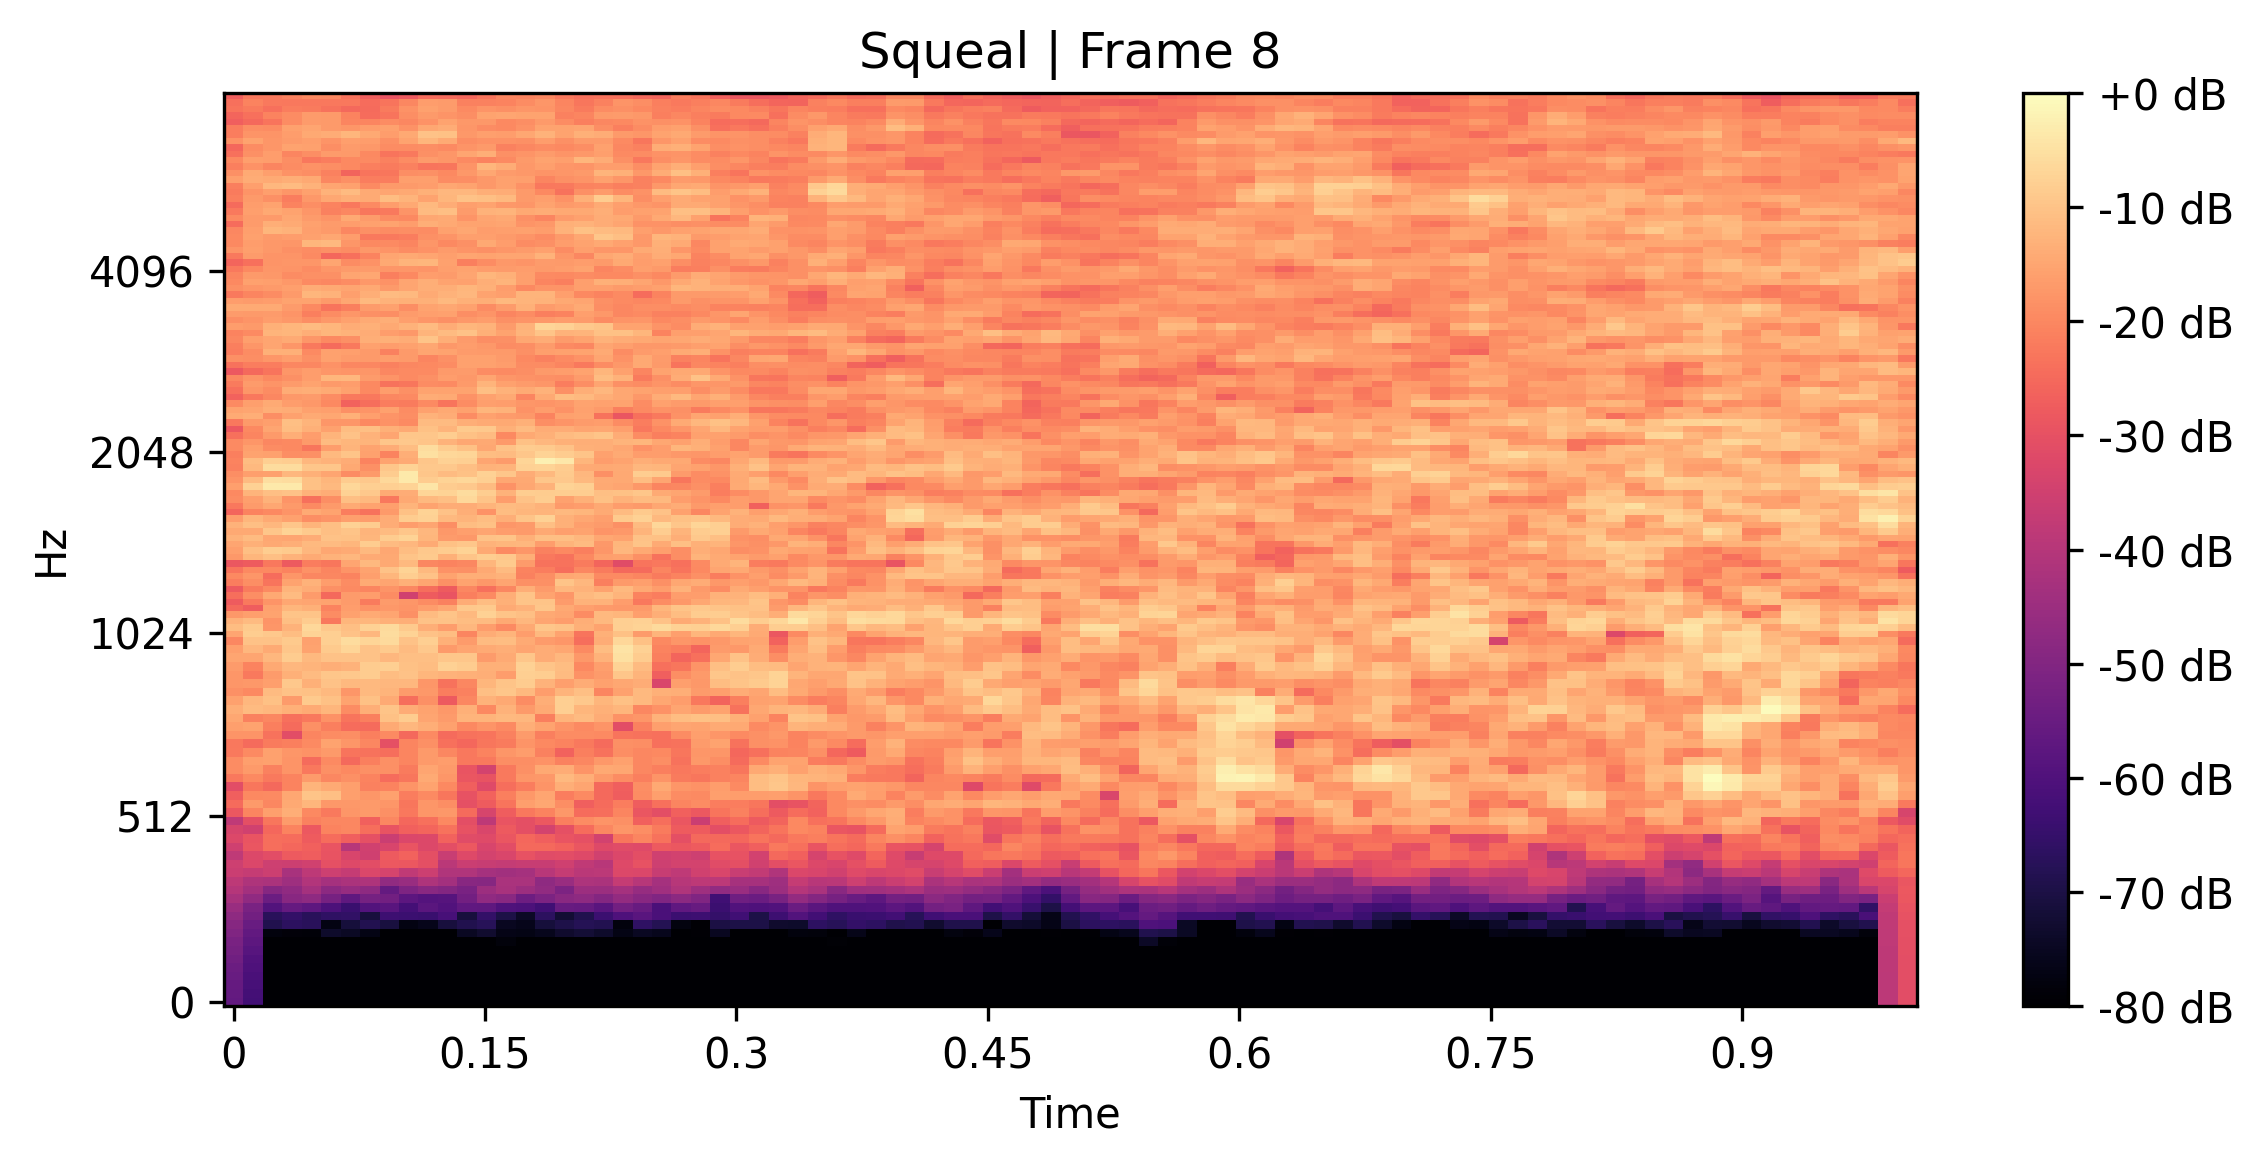 Squeal | Frame 8
+0 dB
-10 dB
-20 dB
-30 dB
-40 dB
-50 dB
-60 dB
-70 dB
-80 dB
4096
2048
1024
512
0
Hz
0 0.15 0.3 0.45 0.6 0.75 0.9
Time